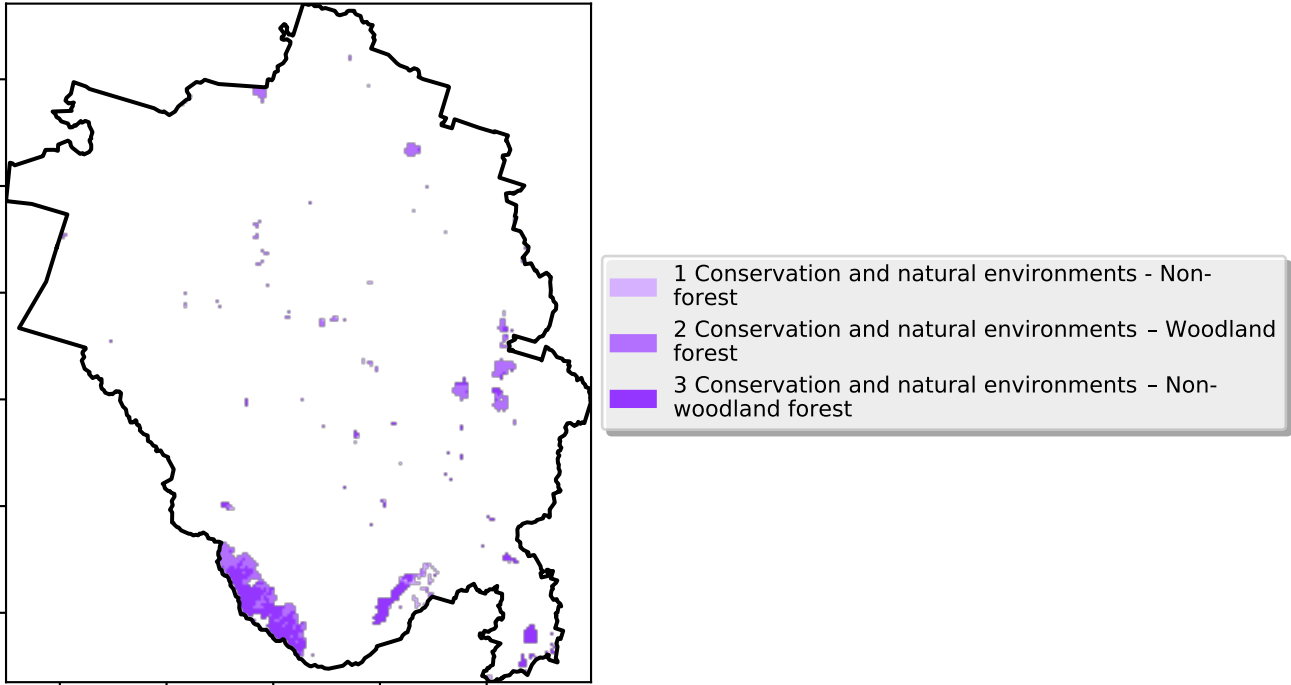 1 Conservation and natural environments - Non-
forest
2 Conservation and natural environments – Woodland
forest
3 Conservation and natural environments – Non-
woodland forest